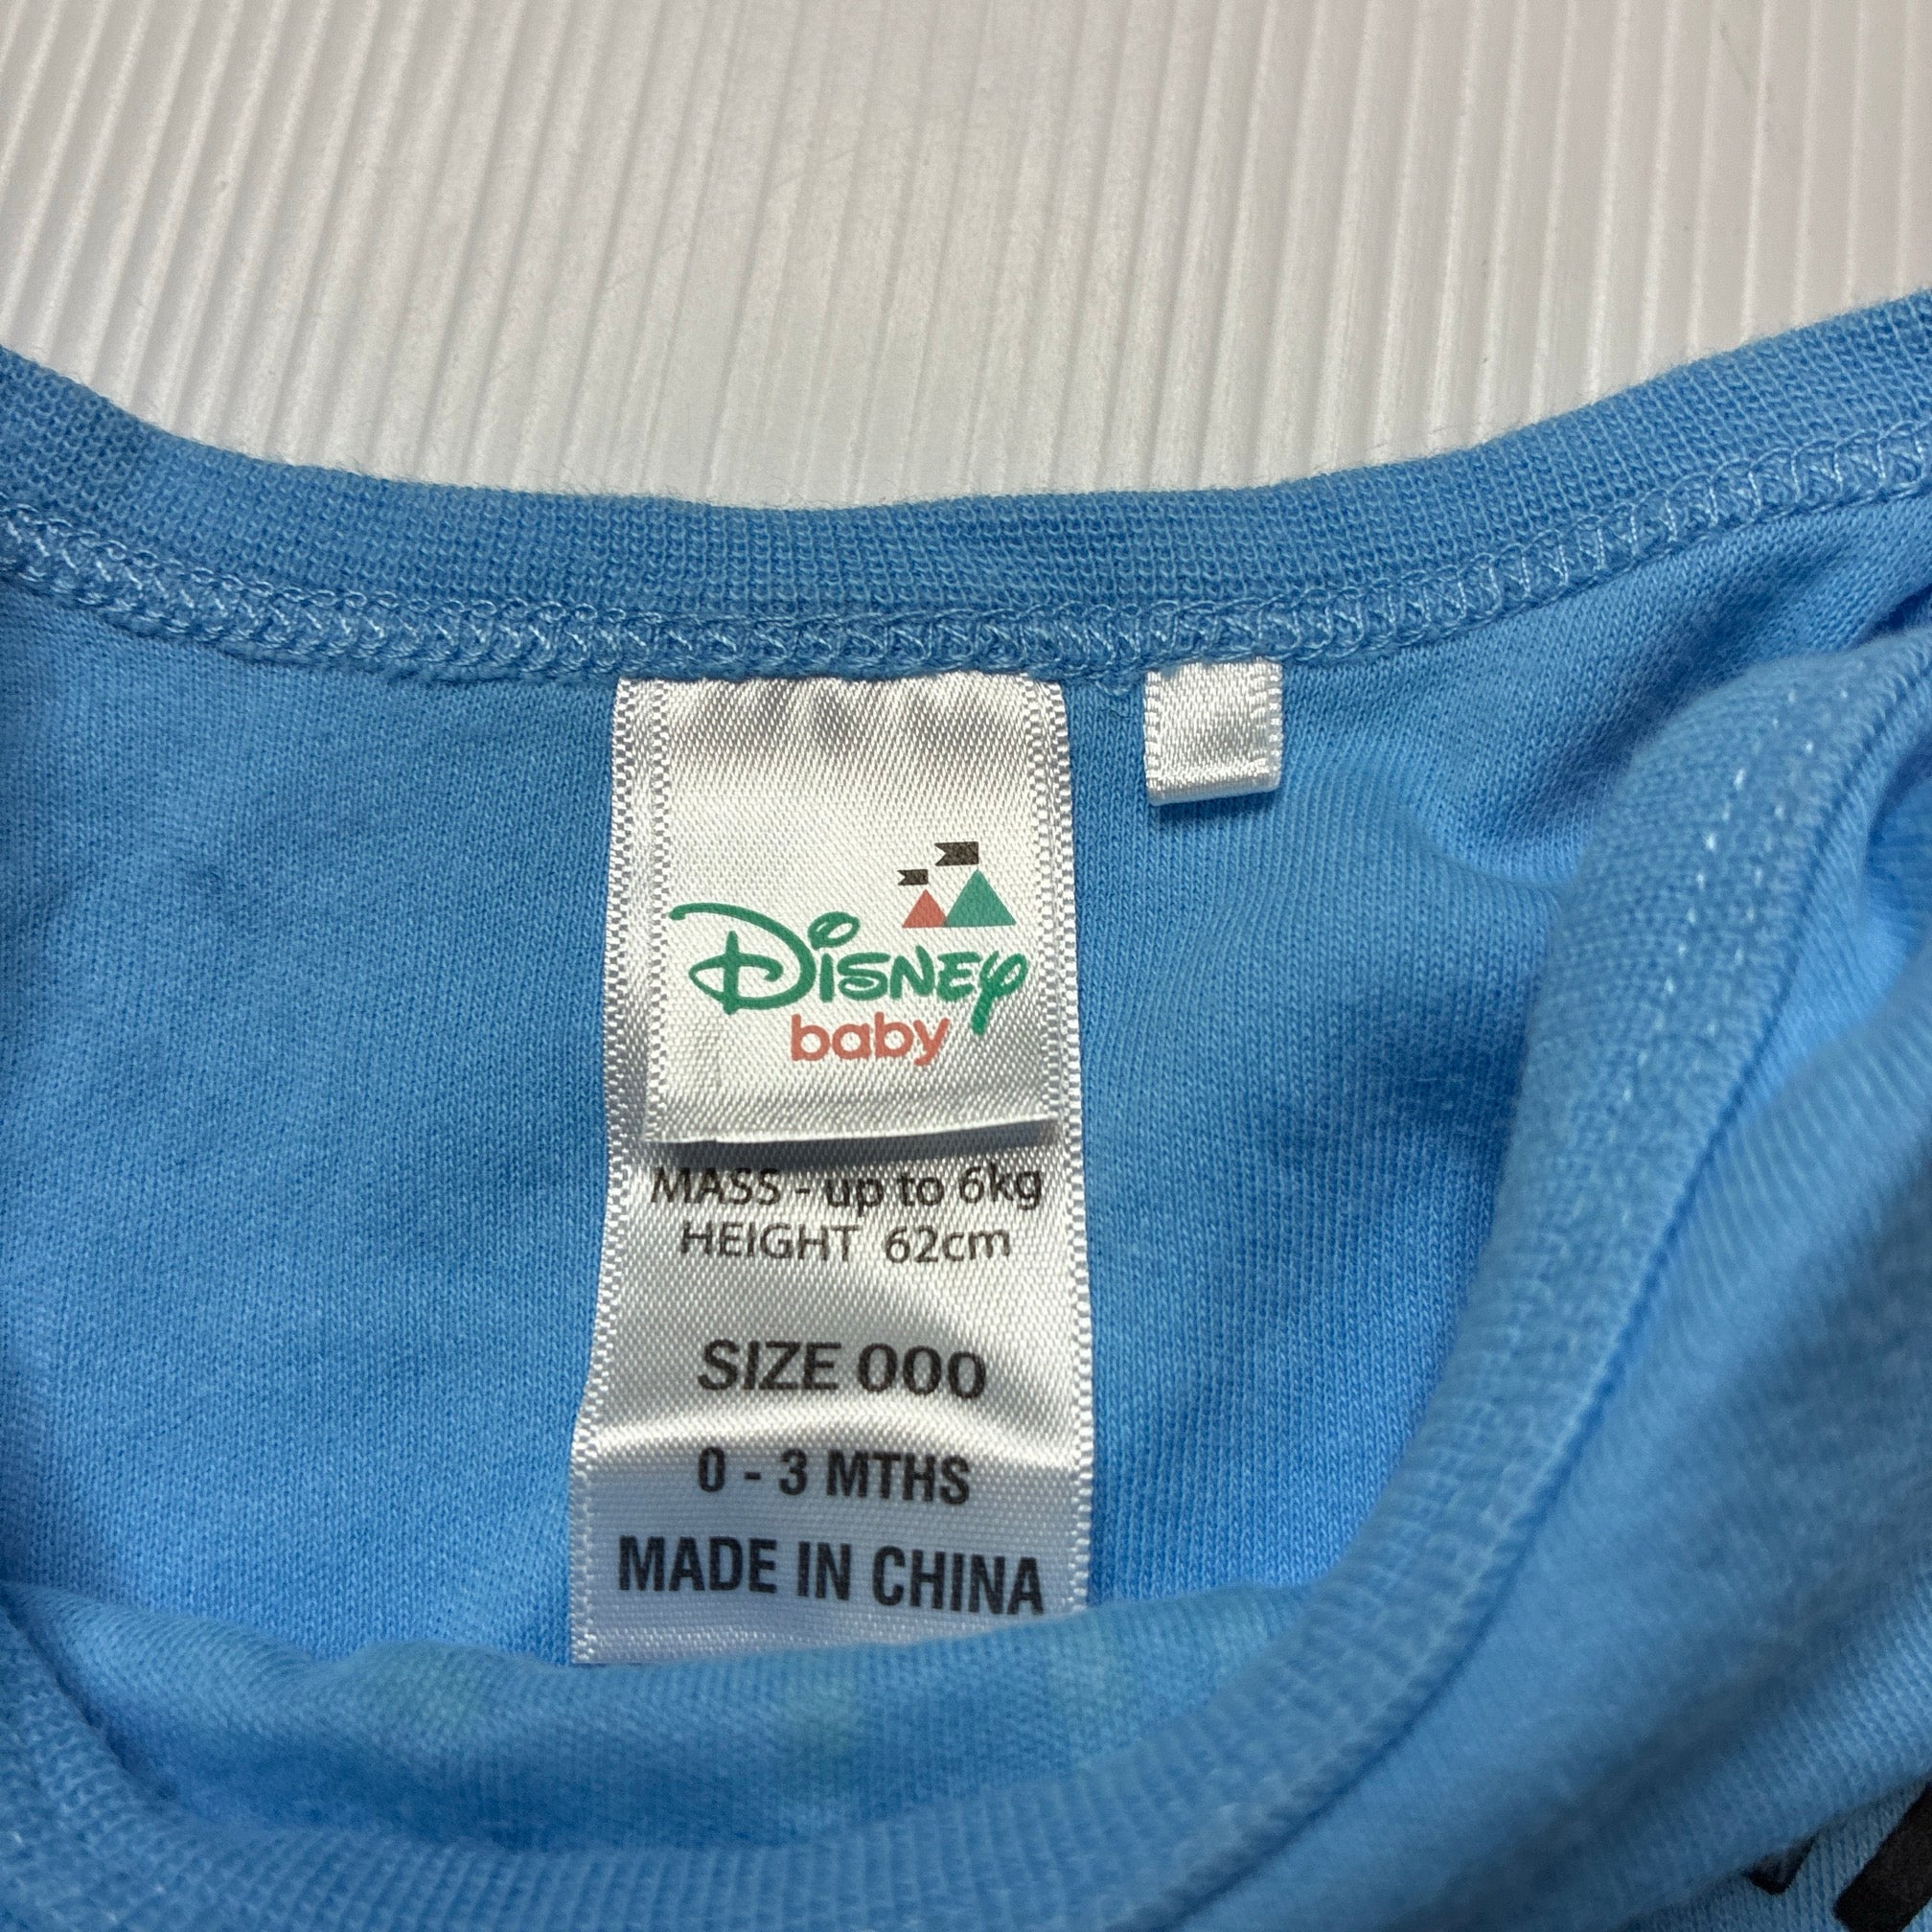 Disney
baby
MASS - up to 6kg
HEIGHT 62cm
SIZE 000
0 - 3 MTHS
MADE IN CHINA